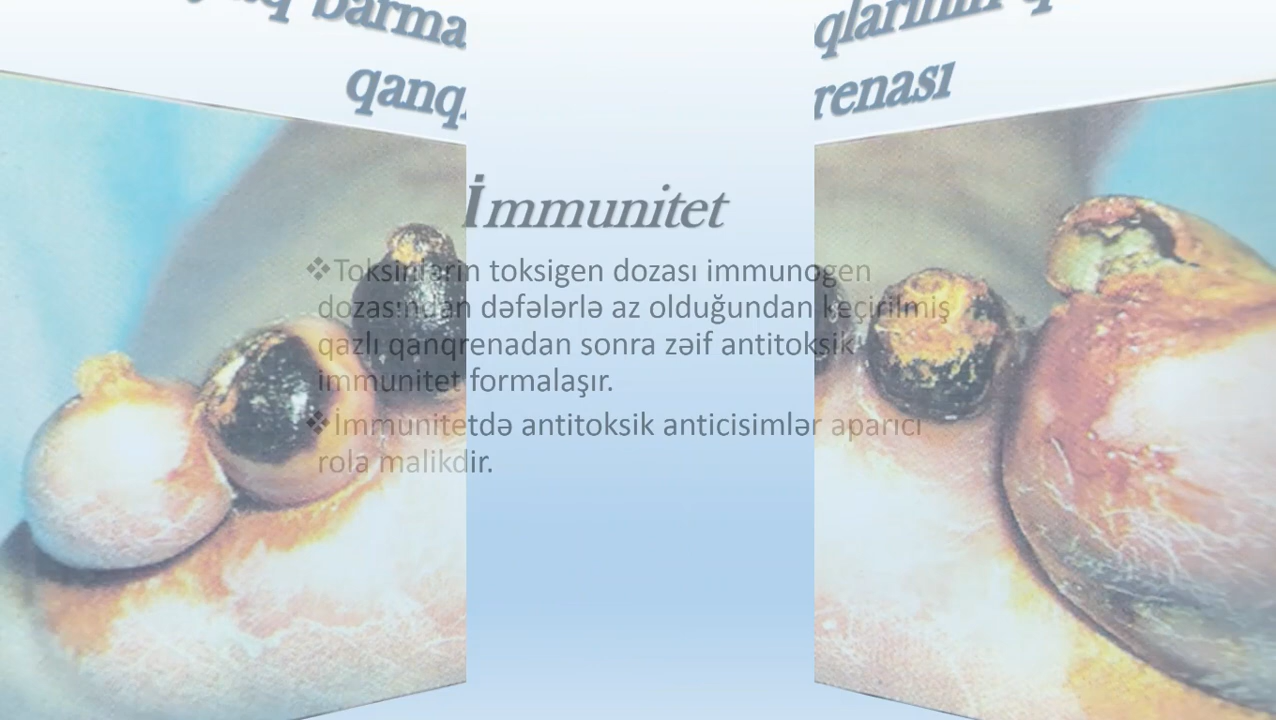 barma
qlarının
qanq
renası
İmmunitet
❖Toksinlərin toksigen dozası immunogen
dozasından dəfələrlə az olduğundan keçirilmiş
qazlı qanqrenadan sonra zəif antitoksik
immunitet formalaşır.
❖İmmunitetdə antitoksik anticisimlər aparıcı
rola malikdir.